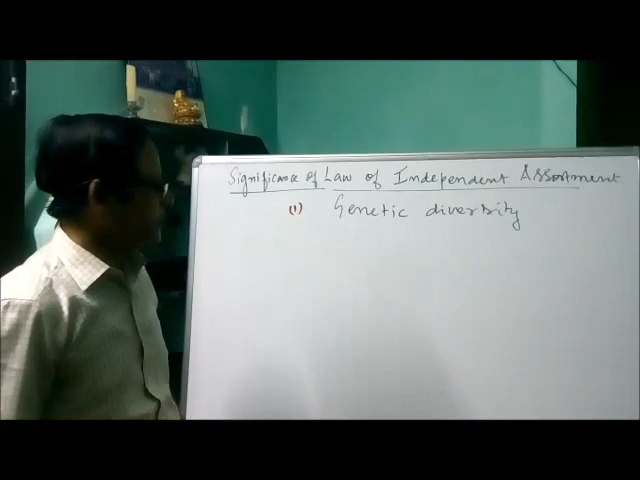 Significance of Law of Independent Assortment
(1) Genetic diversity